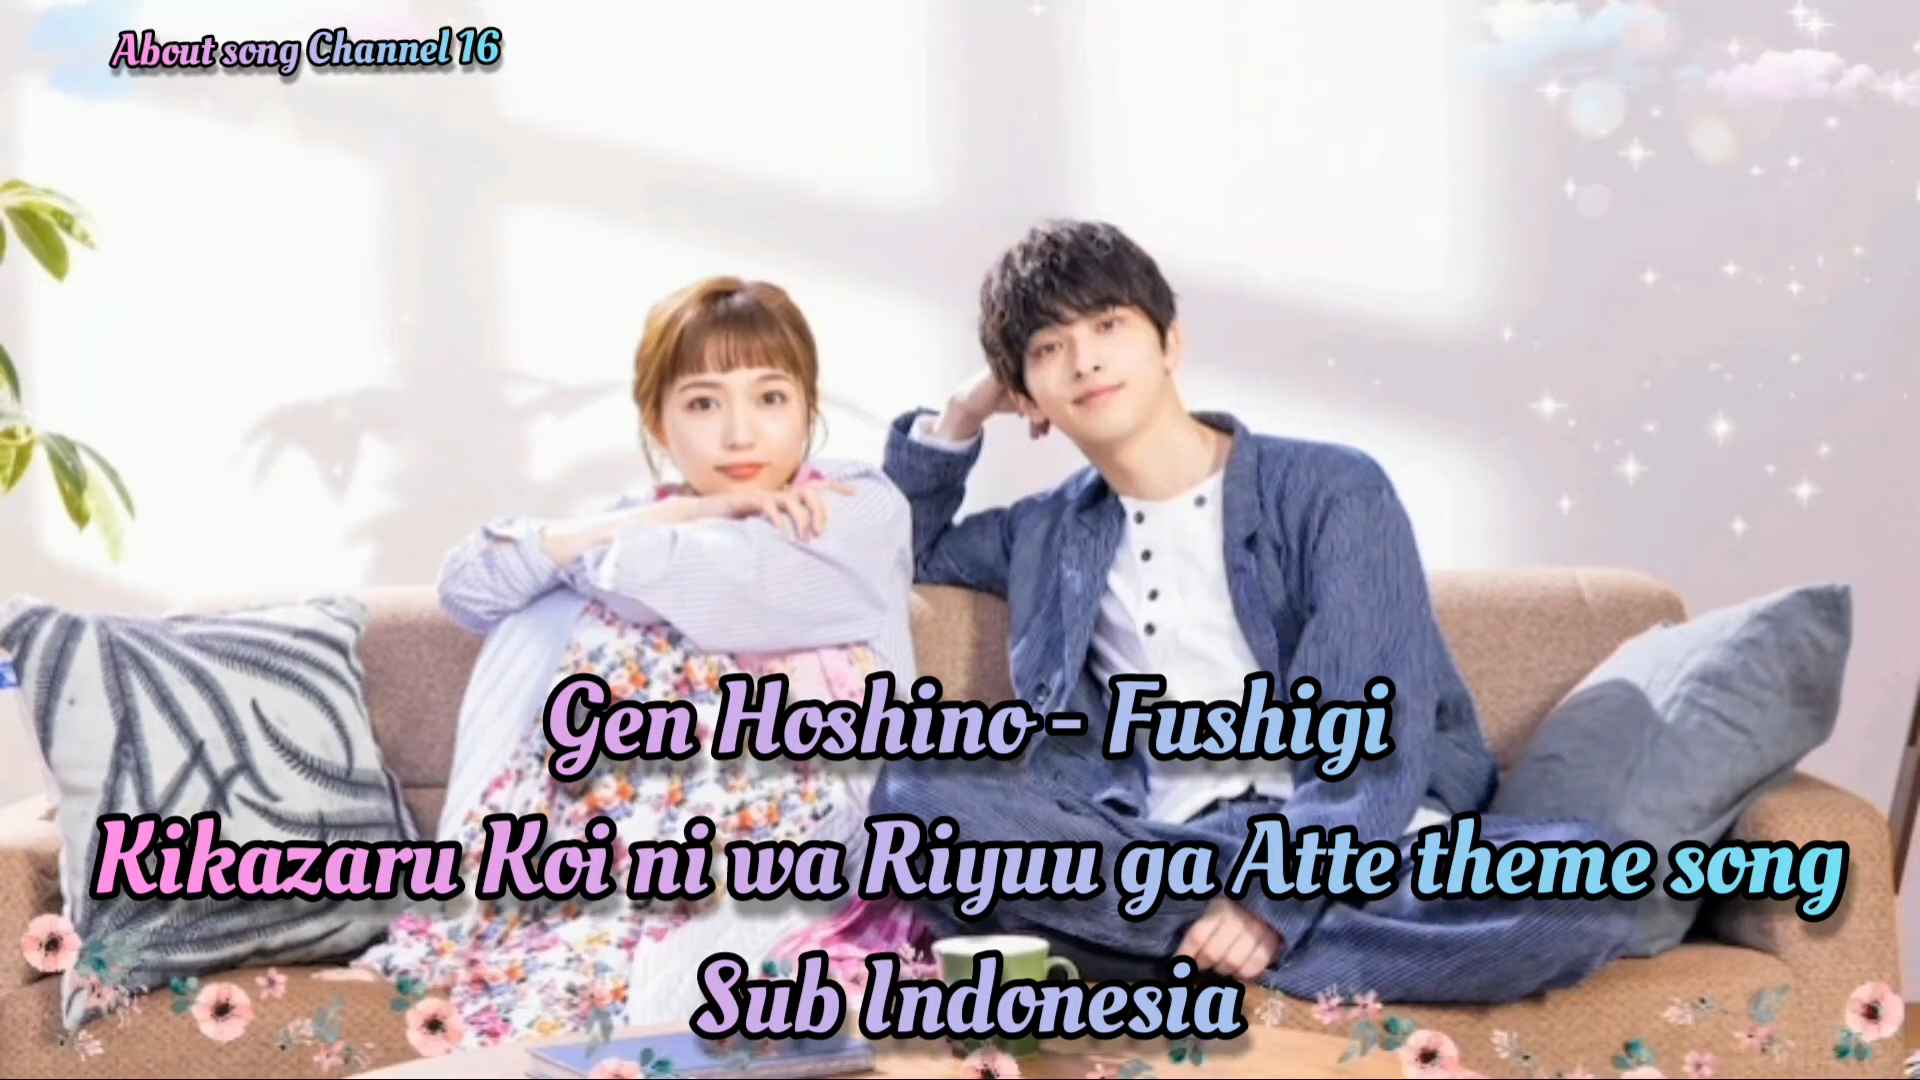 About song Channel 16
Gen Hoshino - Fushigi
Kikazaru Koi ni wa Riyuu ga Atte theme song
Sub Indonesia